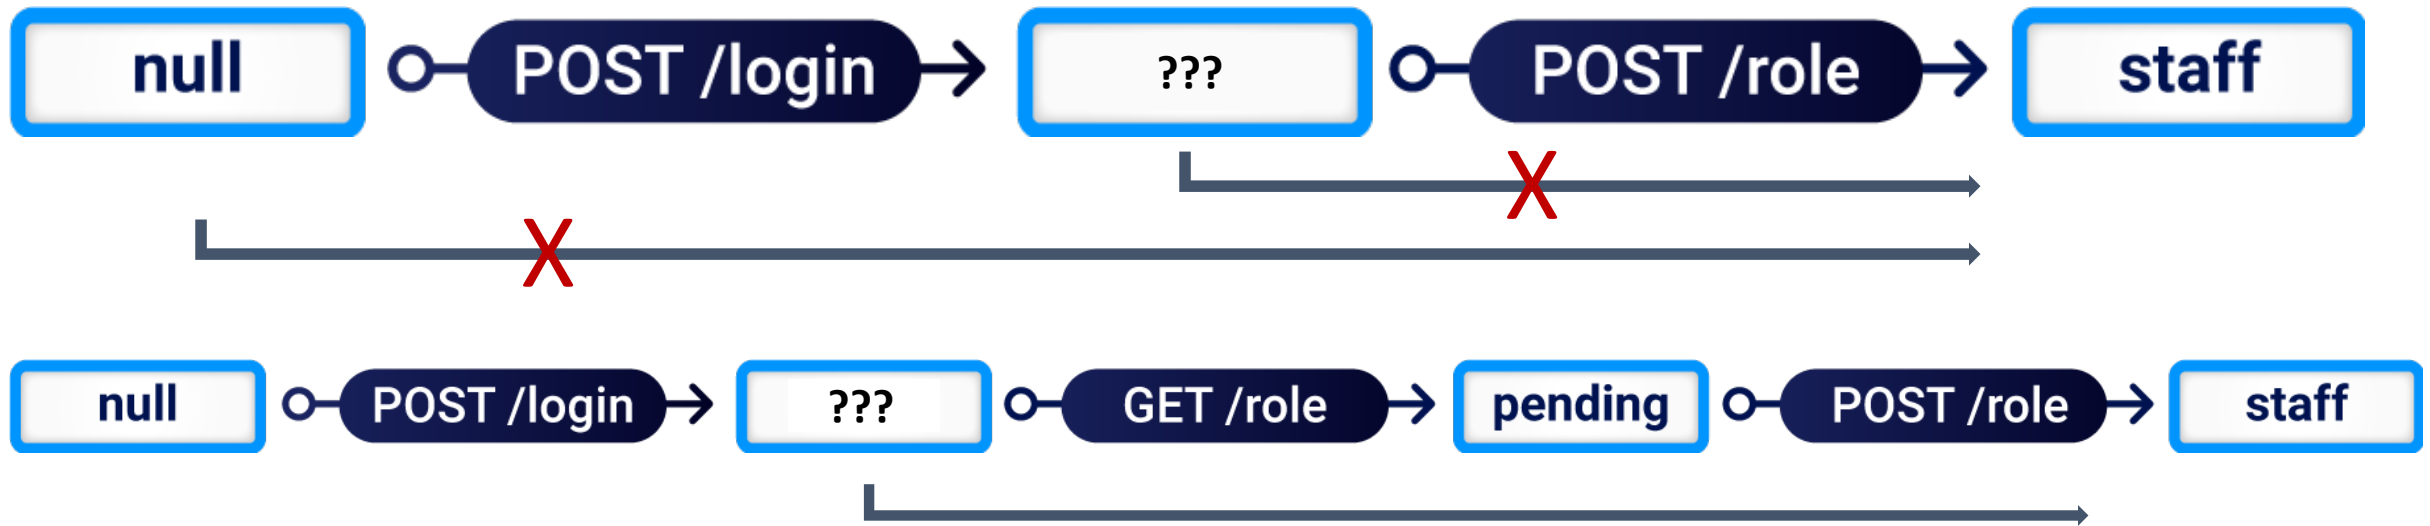 null POST /login ??? POST /role staff
X
X
null POST /login ??? GET /role pending POST /role staff